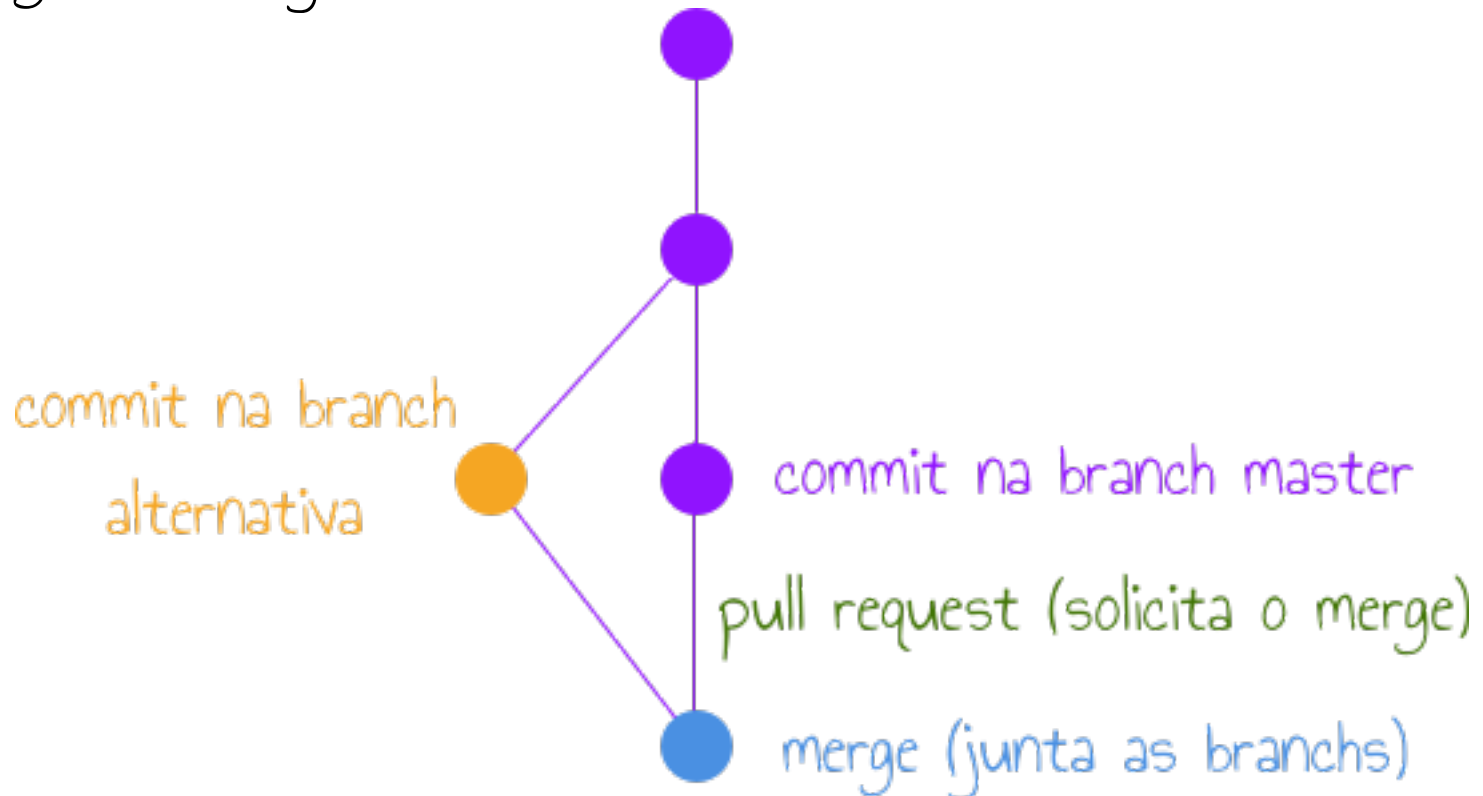 commit na branch
alternativa
commit na branch master
pull request (solicita o merge)
merge (junta as branchs)